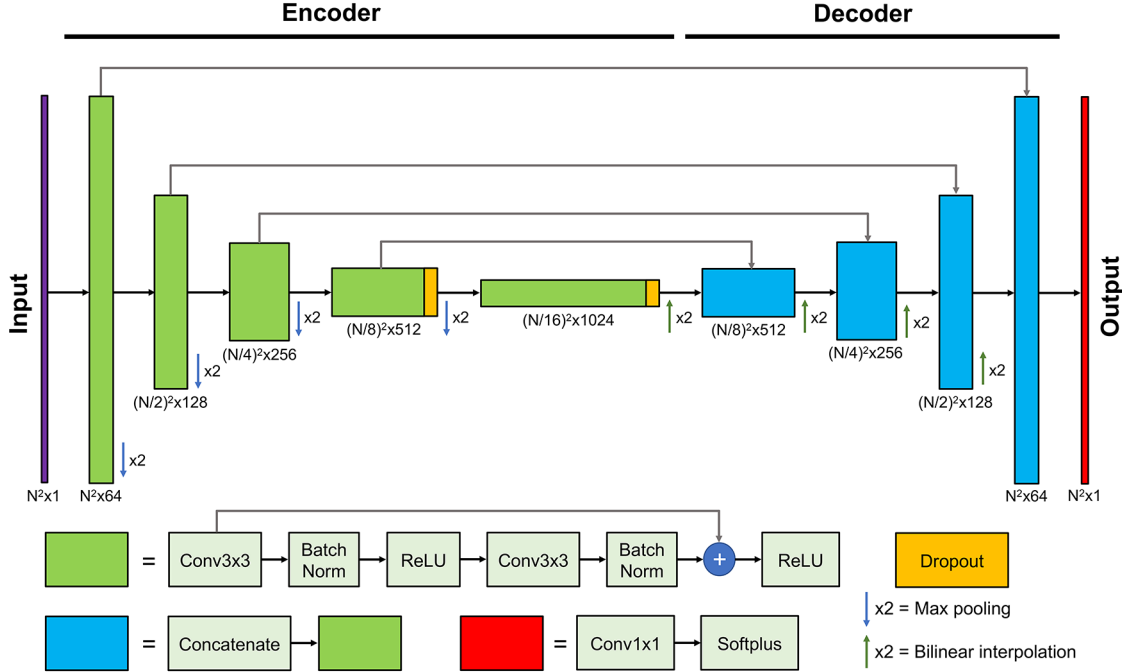 Encoder
Decoder
Input
Output
x2
x2
x2
x2
x2
x2
x2
x2
(N/8)²x512
(N/16)²x1024
(N/8)²x512
(N/4)²x256
(N/4)²x256
(N/2)²x128
(N/2)²x128
N²x1
N²x64
N²x64
N²x1
=
Conv3x3
Batch
Norm
ReLU
Conv3x3
Batch
Norm
+
ReLU
Dropout
=
Concatenate
=
Conv1x1
Softplus
x2 = Max pooling
x2 = Bilinear interpolation